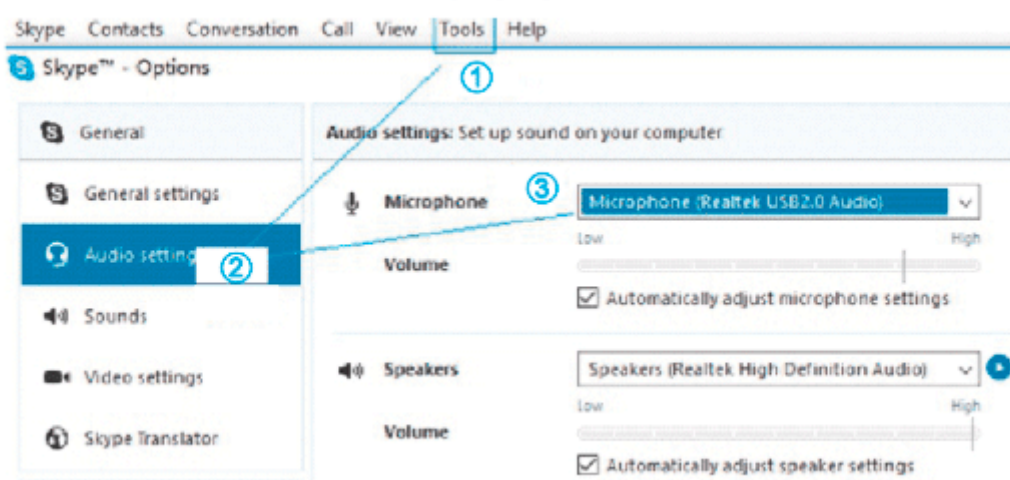 Skype Contacts Conversation Call View Tools Help
Skype™ - Options
1
General
Audio settings: Set up sound on your computer
General settings
3
Microphone
Microphone (Realtek USB2.0 Audio)
Low High
Audio setting
2
Volume
Automatically adjust microphone settings
Sounds
Speakers
Speakers (Realtek High Definition Audio)
Video settings
Low High
Skype Translator
Volume
Automatically adjust speaker settings